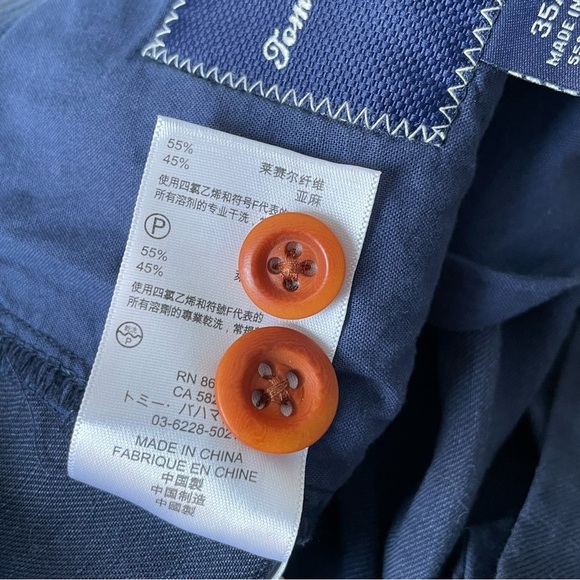 Tom
35/
MADE IN
55%
55% 莱赛尔纤维
45% 亚麻
使用四氯乙烯和符号F代表的
所有溶剂的专业干洗,
P
55%
45%
使用四氯乙烯和符號F代表的
所有溶劑的專業乾洗,常規
RN 86
CA 582
トミー・バハマ
03-6228-502
MADE IN CHINA
FABRIQUE EN CHINE
中国製
中国制造
中國製